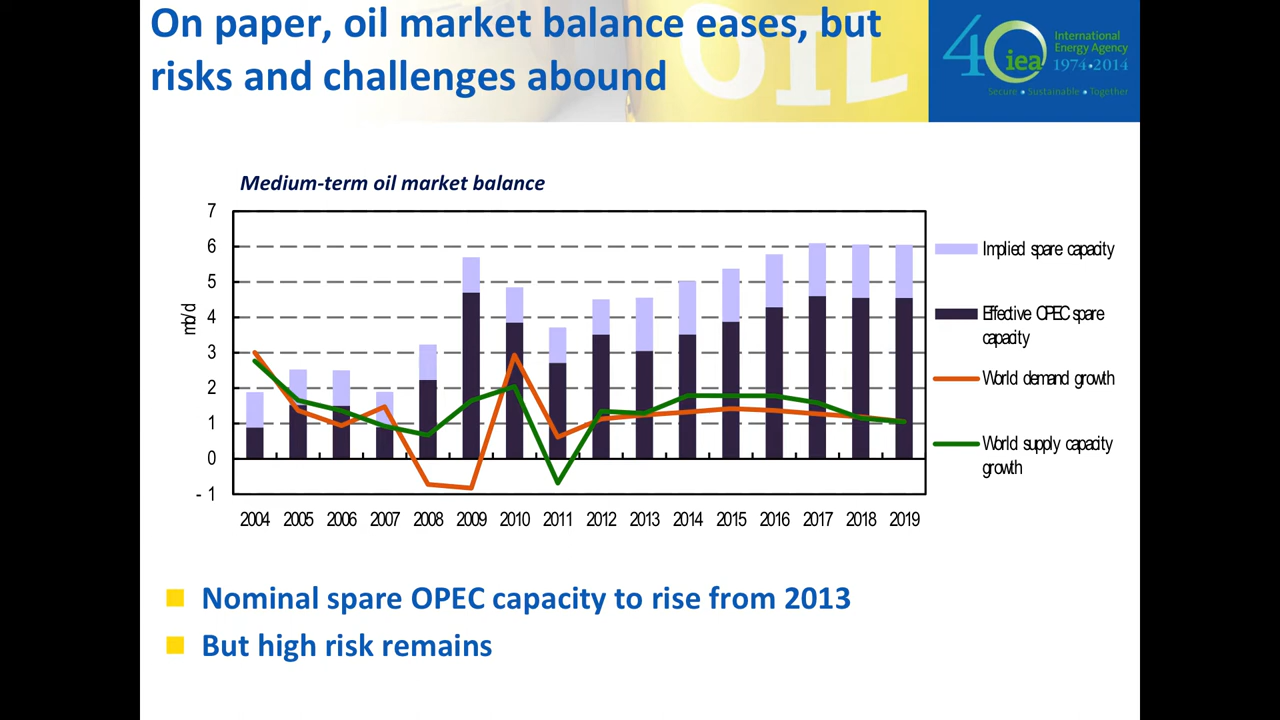 On paper, oil market balance eases, but
risks and challenges abound
OIL
40
iea
International
Energy Agency
1974•2014
Secure • Sustainable • Together
Medium-term oil market balance
mb/d
7
6
5
4
3
2
1
0
- 1
2004 2005 2006 2007 2008 2009 2010 2011 2012 2013 2014 2015 2016 2017 2018 2019
Implied spare capacity
Effective OPEC spare
capacity
World demand growth
World supply capacity
growth
Nominal spare OPEC capacity to rise from 2013
But high risk remains